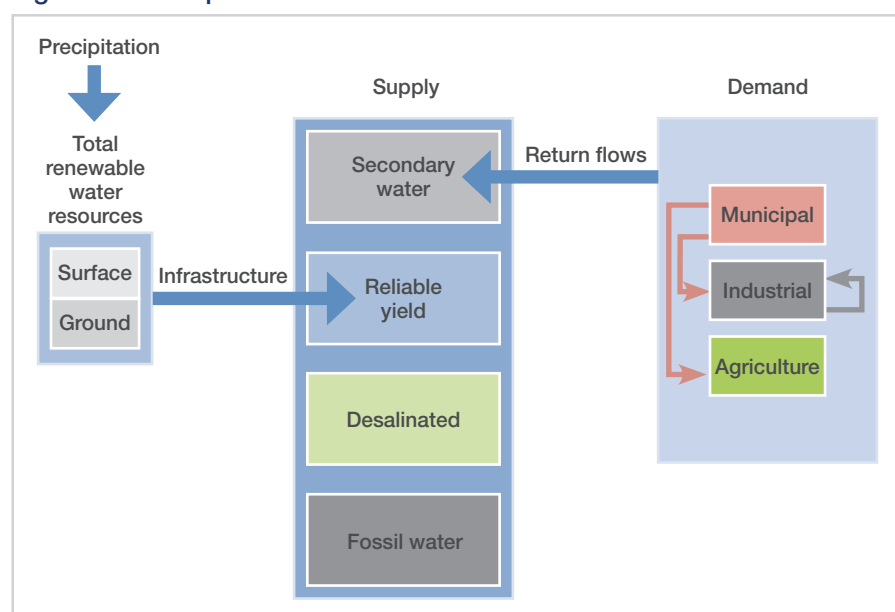 Precipitation
Total
renewable
water
resources
Surface
Ground
Infrastructure
Supply
Secondary
water
Reliable
yield
Desalinated
Fossil water
Return flows
Demand
Municipal
Industrial
Agriculture